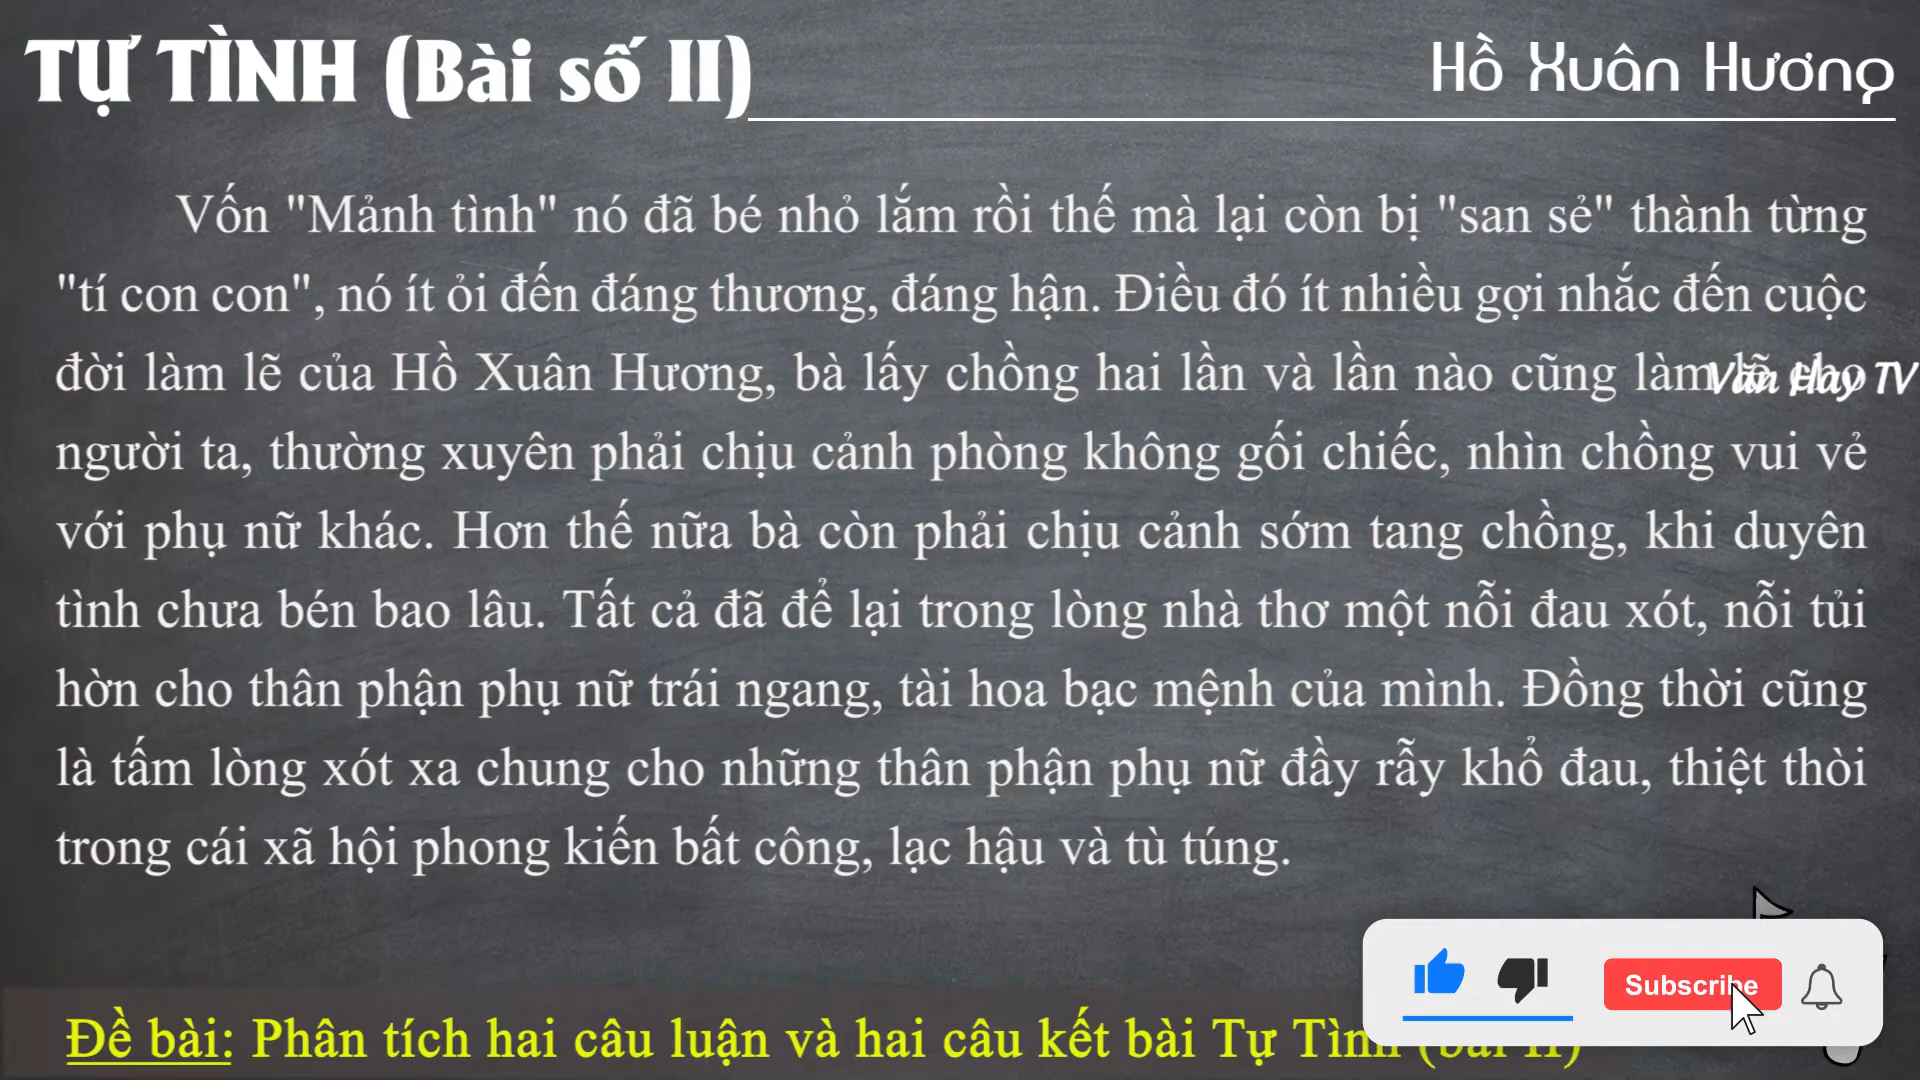 TỰ TÌNH (Bài số II)
Hồ Xuân Hương
Vốn "Mảnh tình" nó đã bé nhỏ lắm rồi thế mà lại còn bị "san sẻ" thành từng
"tí con con", nó ít ỏi đến đáng thương, đáng hận. Điều đó ít nhiều gợi nhắc đến cuộc
đời làm lẽ của Hồ Xuân Hương, bà lấy chồng hai lần và lần nào cũng làm lẽ cho
Văn Hay TV
người ta, thường xuyên phải chịu cảnh phòng không gối chiếc, nhìn chồng vui vẻ
với phụ nữ khác. Hơn thế nữa bà còn phải chịu cảnh sớm tang chồng, khi duyên
tình chưa bén bao lâu. Tất cả đã để lại trong lòng nhà thơ một nỗi đau xót, nỗi tủi
hờn cho thân phận phụ nữ trái ngang, tài hoa bạc mệnh của mình. Đồng thời cũng
là tấm lòng xót xa chung cho những thân phận phụ nữ đầy rẫy khổ đau, thiệt thòi
trong cái xã hội phong kiến bất công, lạc hậu và tù túng.
Subscribe
Đề bài: Phân tích hai câu luận và hai câu kết bài Tự Tình (bài II)